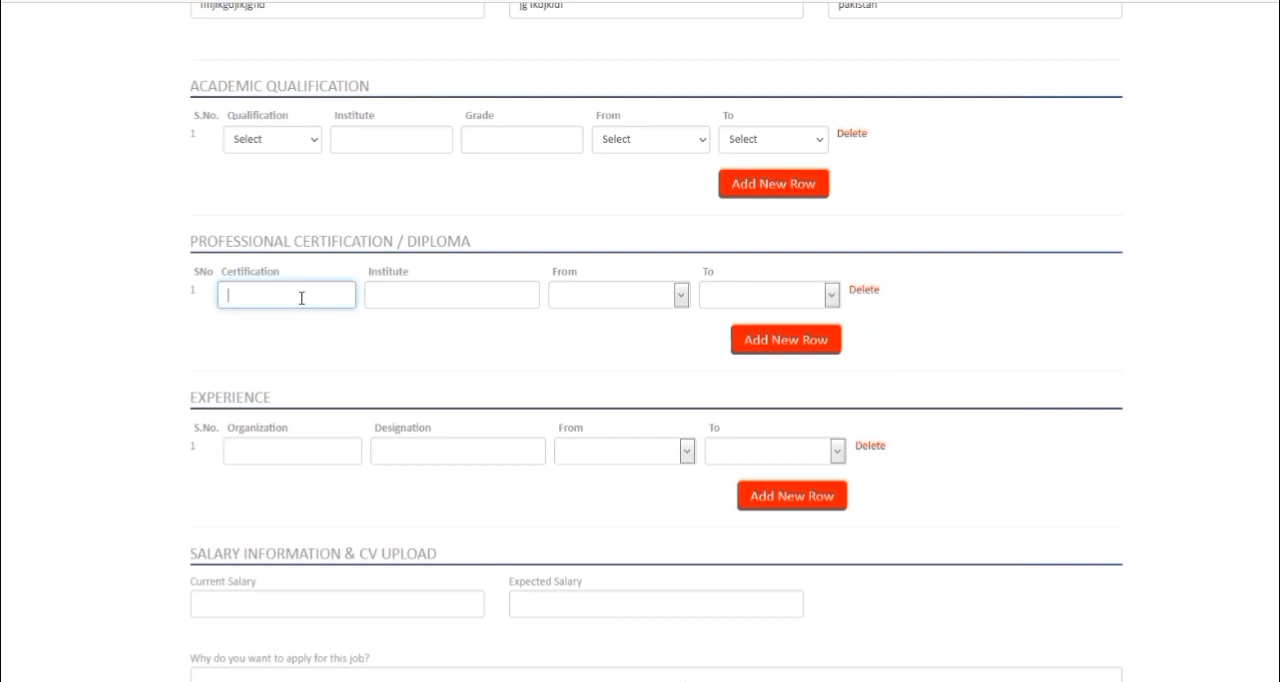 pakistan
ACADEMIC QUALIFICATION
S.No. Qualification Institute Grade From To
1 Select Select Select Delete
Add New Row
PROFESSIONAL CERTIFICATION / DIPLOMA
SNo Certification Institute From To
1 Delete
Add New Row
EXPERIENCE
S.No. Organization Designation From To
1 Delete
Add New Row
SALARY INFORMATION & CV UPLOAD
Current Salary Expected Salary
Why do you want to apply for this job?